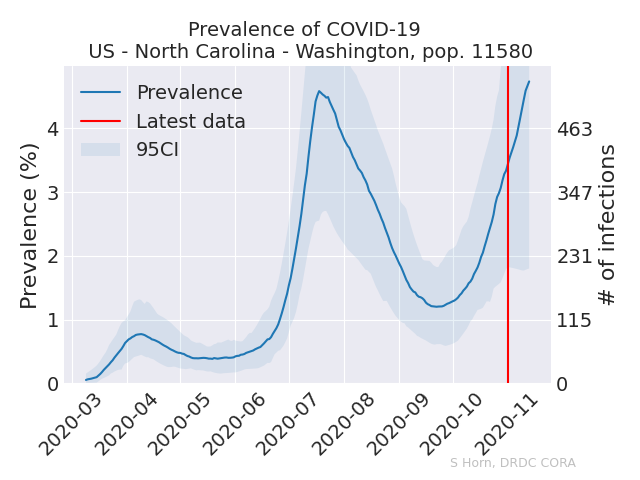 Prevalence of COVID-19
US - North Carolina - Washington, pop. 11580
Prevalence
Latest data
95CI
Prevalence (%)
4
3
2
1
0
463
347
231
115
0
# of infections
2020-03
2020-04
2020-05
2020-06
2020-07
2020-08
2020-09
2020-10
2020-11
S Horn, DRDC CORA